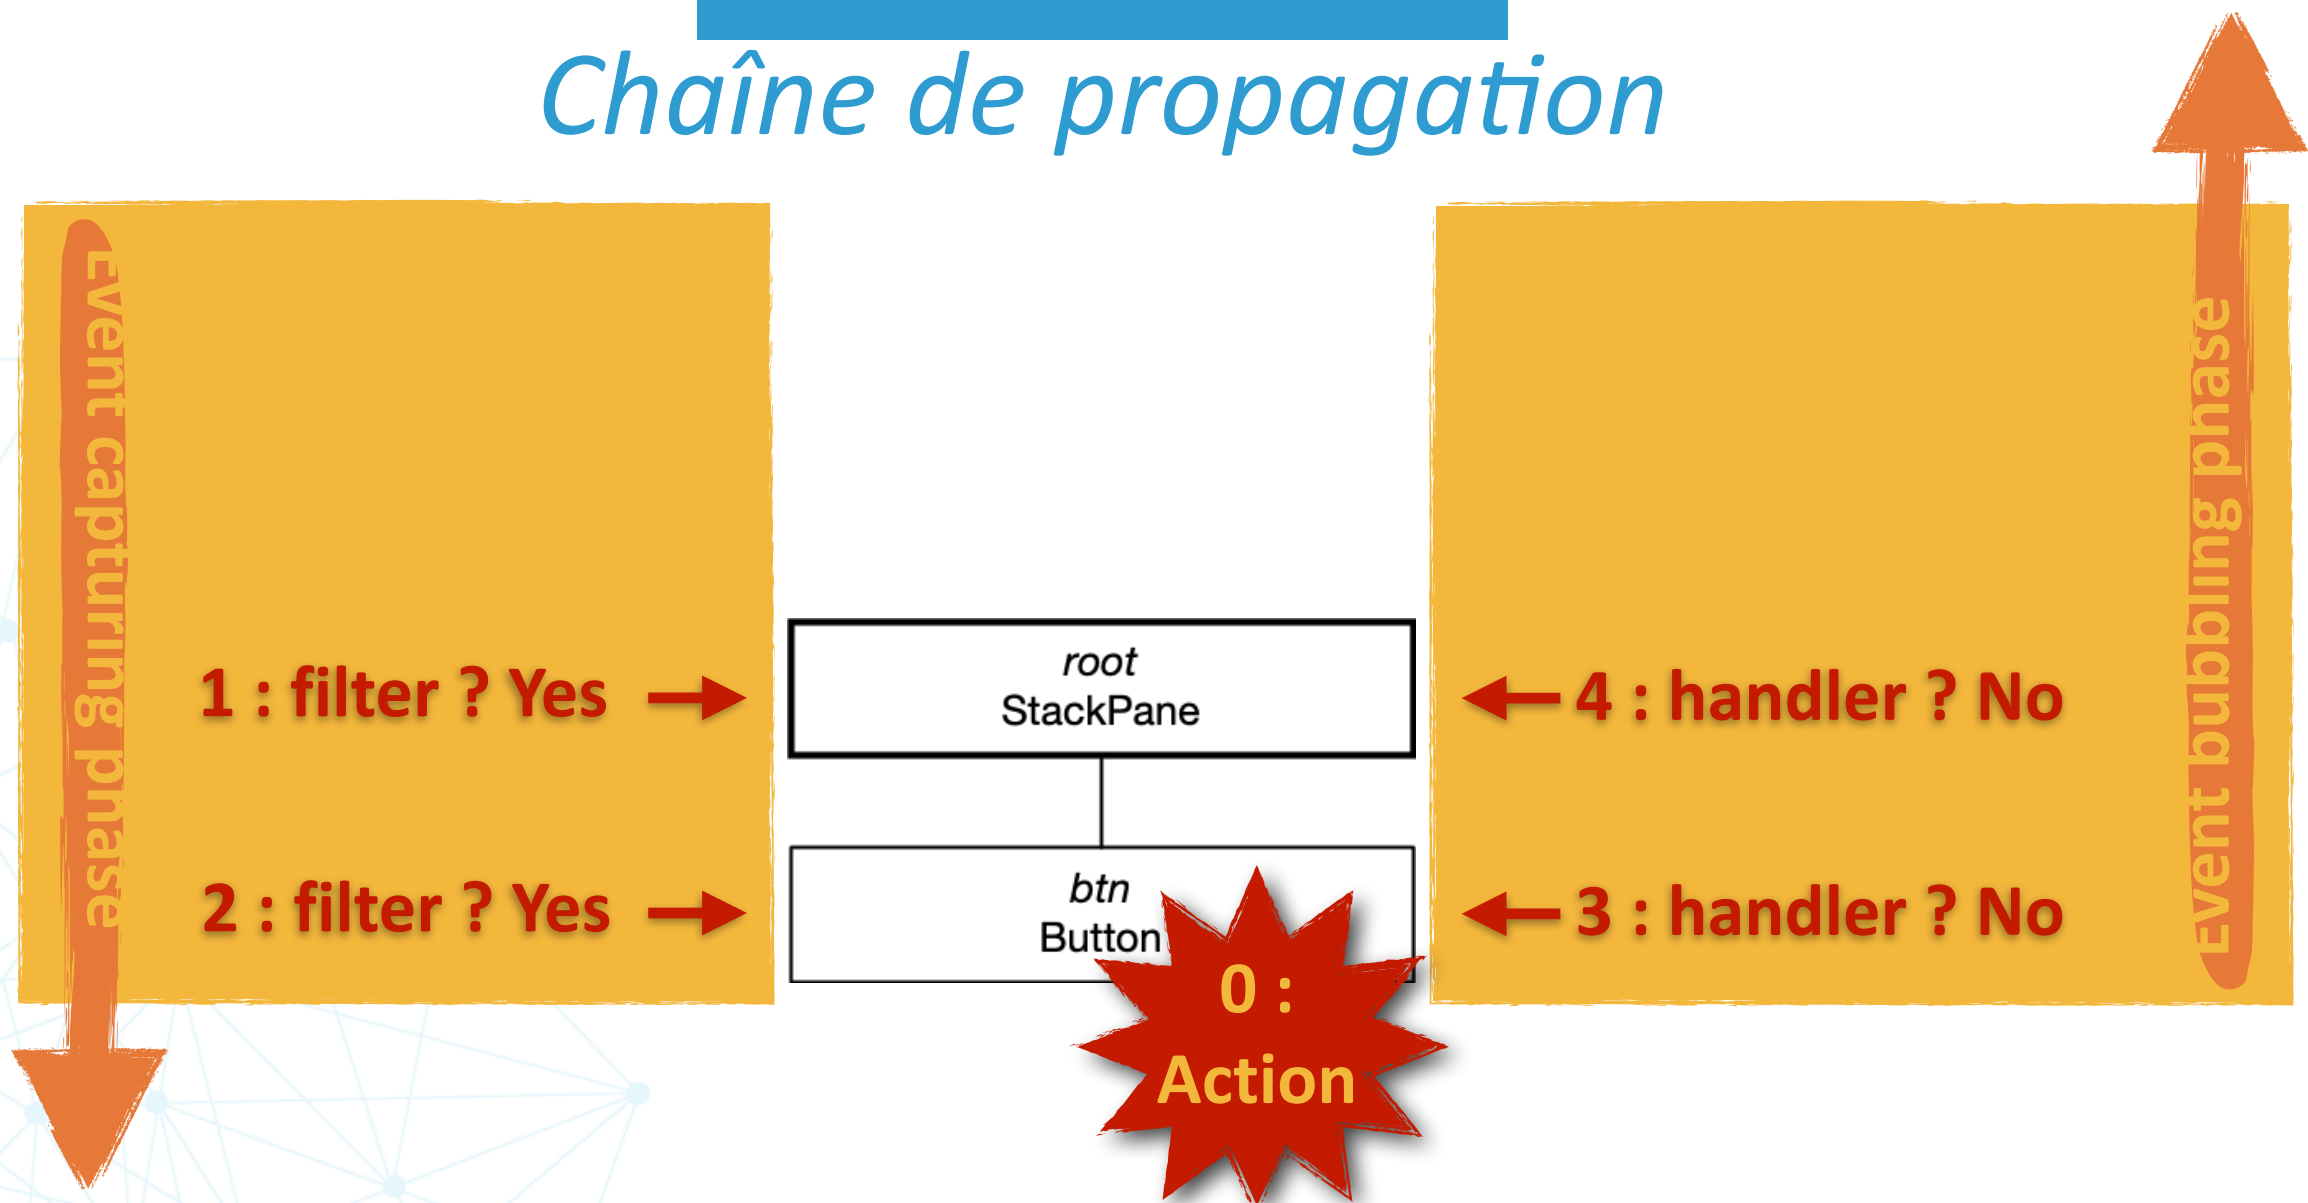 Chaîne de propagation
Event capturing phase
1 : filter ? Yes
2 : filter ? Yes
root
StackPane
btn
Button
0 :
Action
4 : handler ? No
3 : handler ? No
Event bubbling phase